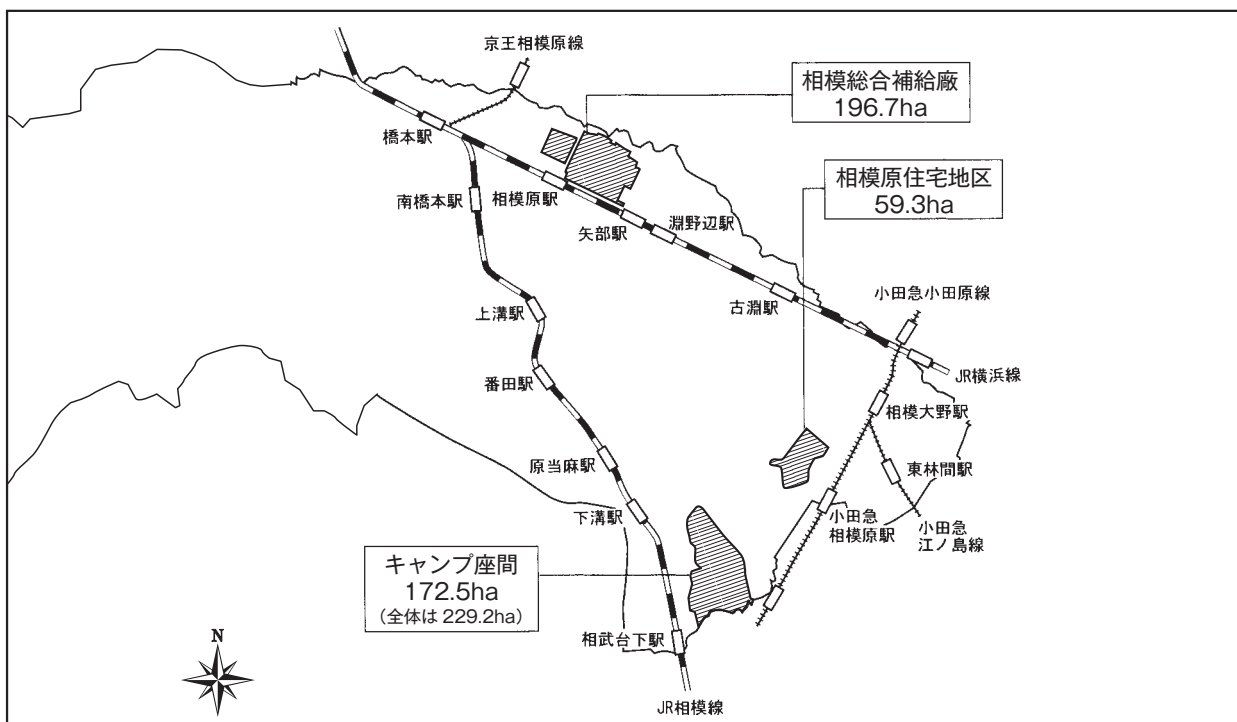 京王相模原線
相模総合補給廠
196.7ha
橋本駅
相模原住宅地区
59.3ha
南橋本駅
相模原駅
矢部駅
淵野辺駅
古淵駅
小田急小田原線
上溝駅
JR横浜線
番田駅
相模大野駅
原当麻駅
東林間駅
下溝駅
小田急
相模原駅
小田急
江ノ島線
キャンプ座間
172.5ha
(全体は229.2ha)
相武台下駅
N
JR相模線